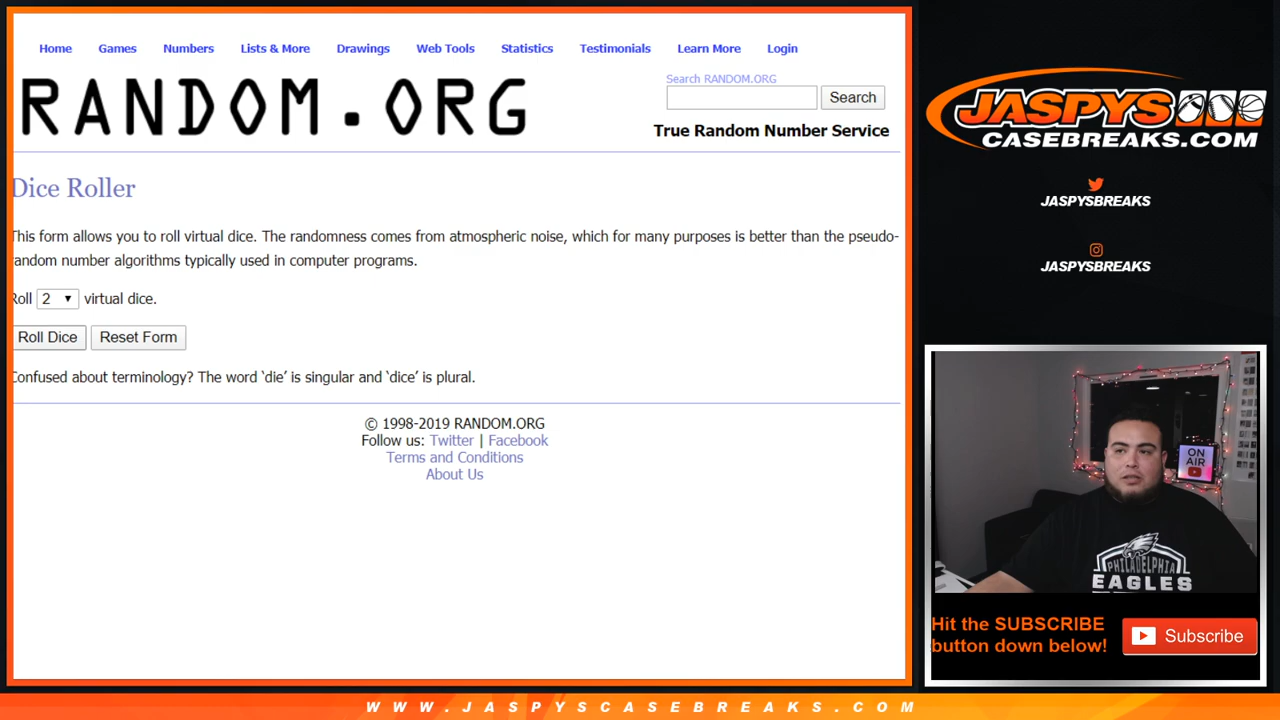 Home Games Numbers Lists & More Drawings Web Tools Statistics Testimonials Learn More Login
RANDOM.ORG
Search RANDOM.ORG
Search
True Random Number Service
Dice Roller
This form allows you to roll virtual dice. The randomness comes from atmospheric noise, which for many purposes is better than the pseudo-
random number algorithms typically used in computer programs.
Roll 2 virtual dice.
Roll Dice Reset Form
Confused about terminology? The word ‘die’ is singular and ‘dice’ is plural.
© 1998-2019 RANDOM.ORG
Follow us: Twitter | Facebook
Terms and Conditions
About Us
JASPYS
CASEBREAKS.COM
JASPYSBREAKS
JASPYSBREAKS
ON
AIR
PHILADELPHIA
EAGLES
Hit the SUBSCRIBE
button down below!
Subscribe
WWW.JASPYSCASEBREAKS.COM